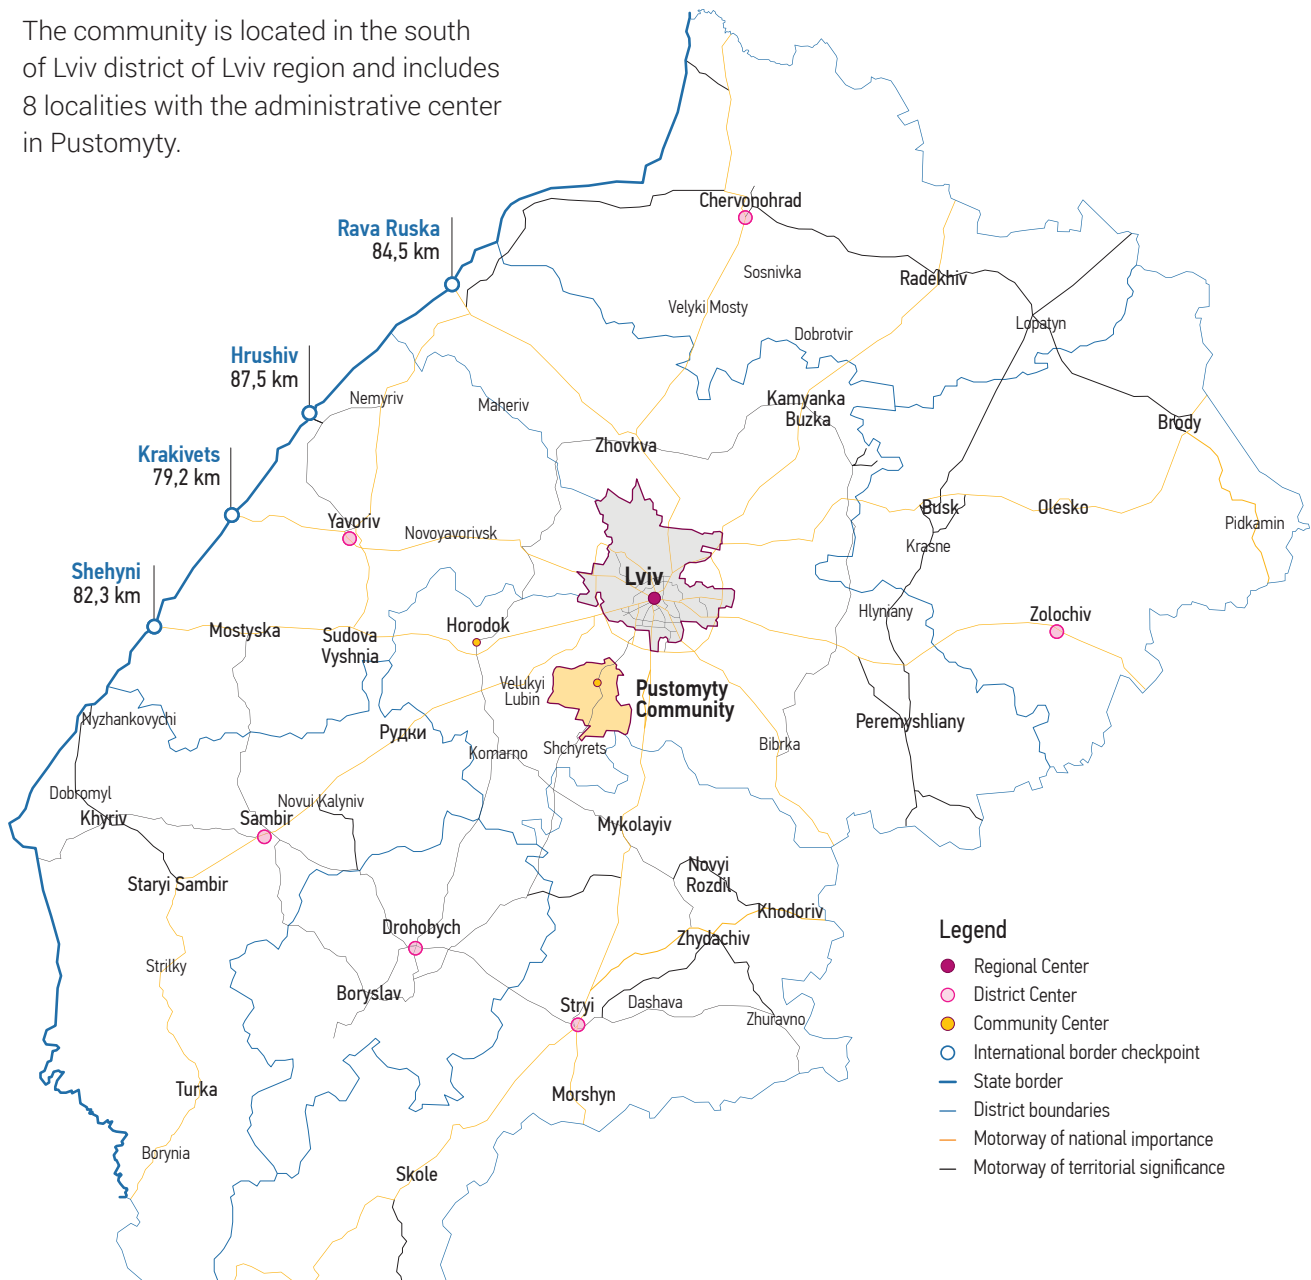 The community is located in the south
of Lviv district of Lviv region and includes
8 localities with the administrative center
in Pustomyty.
Chervonohrad
Rava Ruska
84,5 km
Sosnivka
Radekhiv
Velyki Mosty
Lopatyn
Dobrotvir
Hrushiv
87,5 km
Nemyriv
Maheriv
Kamyanka
Buzka
Brody
Zhovkva
Krakivets
79,2 km
Yavoriv
Novoyavorivsk
Busk
Olesko
Pidkamin
Krasne
Shehyni
82,3 km
Lviv
Hlyniany
Zolochiv
Mostyska
Sudova
Vyshnia
Horodok
Velukyi
Lubin
Pustomyty
Community
Nyzhankovychi
Рудки
Komarno
Shchyrets
Bibrka
Peremyshliany
Dobromyl
Khyriv
Novui Kalyniv
Sambir
Mykolayiv
Staryi Sambir
Novyi
Rozdil
Khodoriv
Drohobych
Zhydachiv
Strilky
Boryslav
Stryi
Dashava
Zhuravno
Turka
Morshyn
Borynia
Skole
Legend
Regional Center
District Center
Community Center
International border checkpoint
State border
District boundaries
Motorway of national importance
Motorway of territorial significance